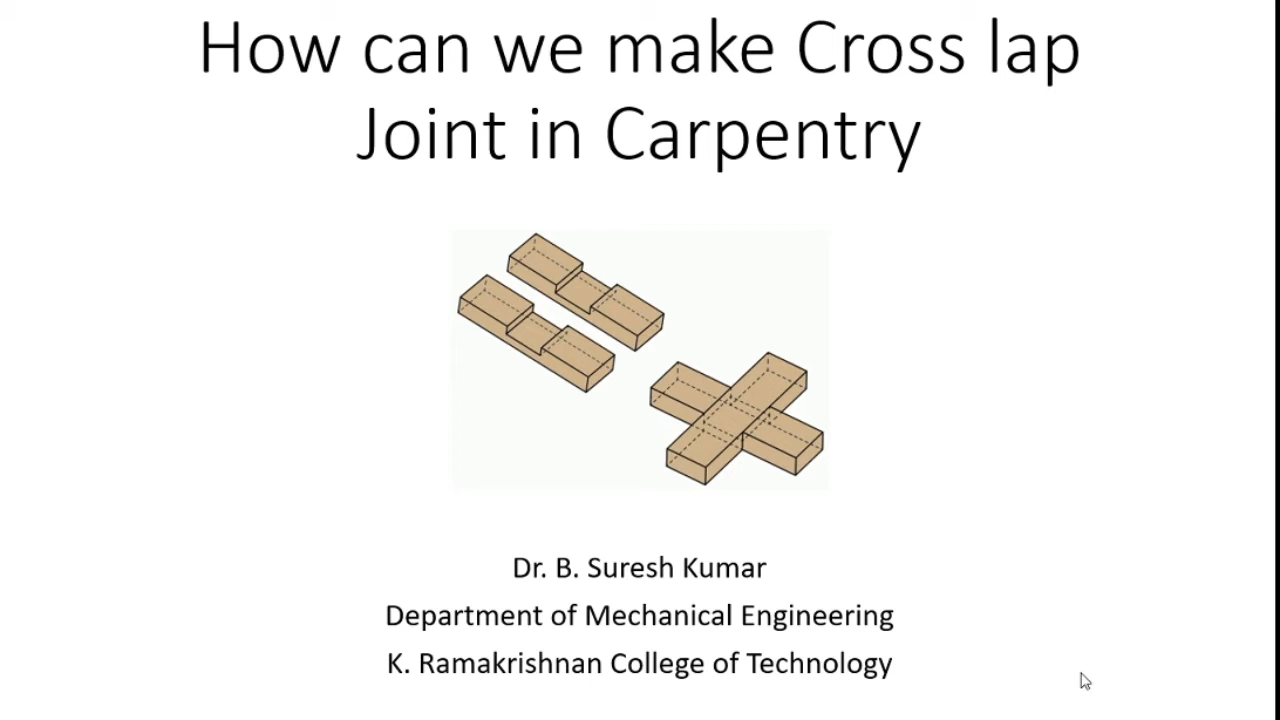 How can we make Cross lap
Joint in Carpentry
Dr. B. Suresh Kumar
Department of Mechanical Engineering
K. Ramakrishnan College of Technology